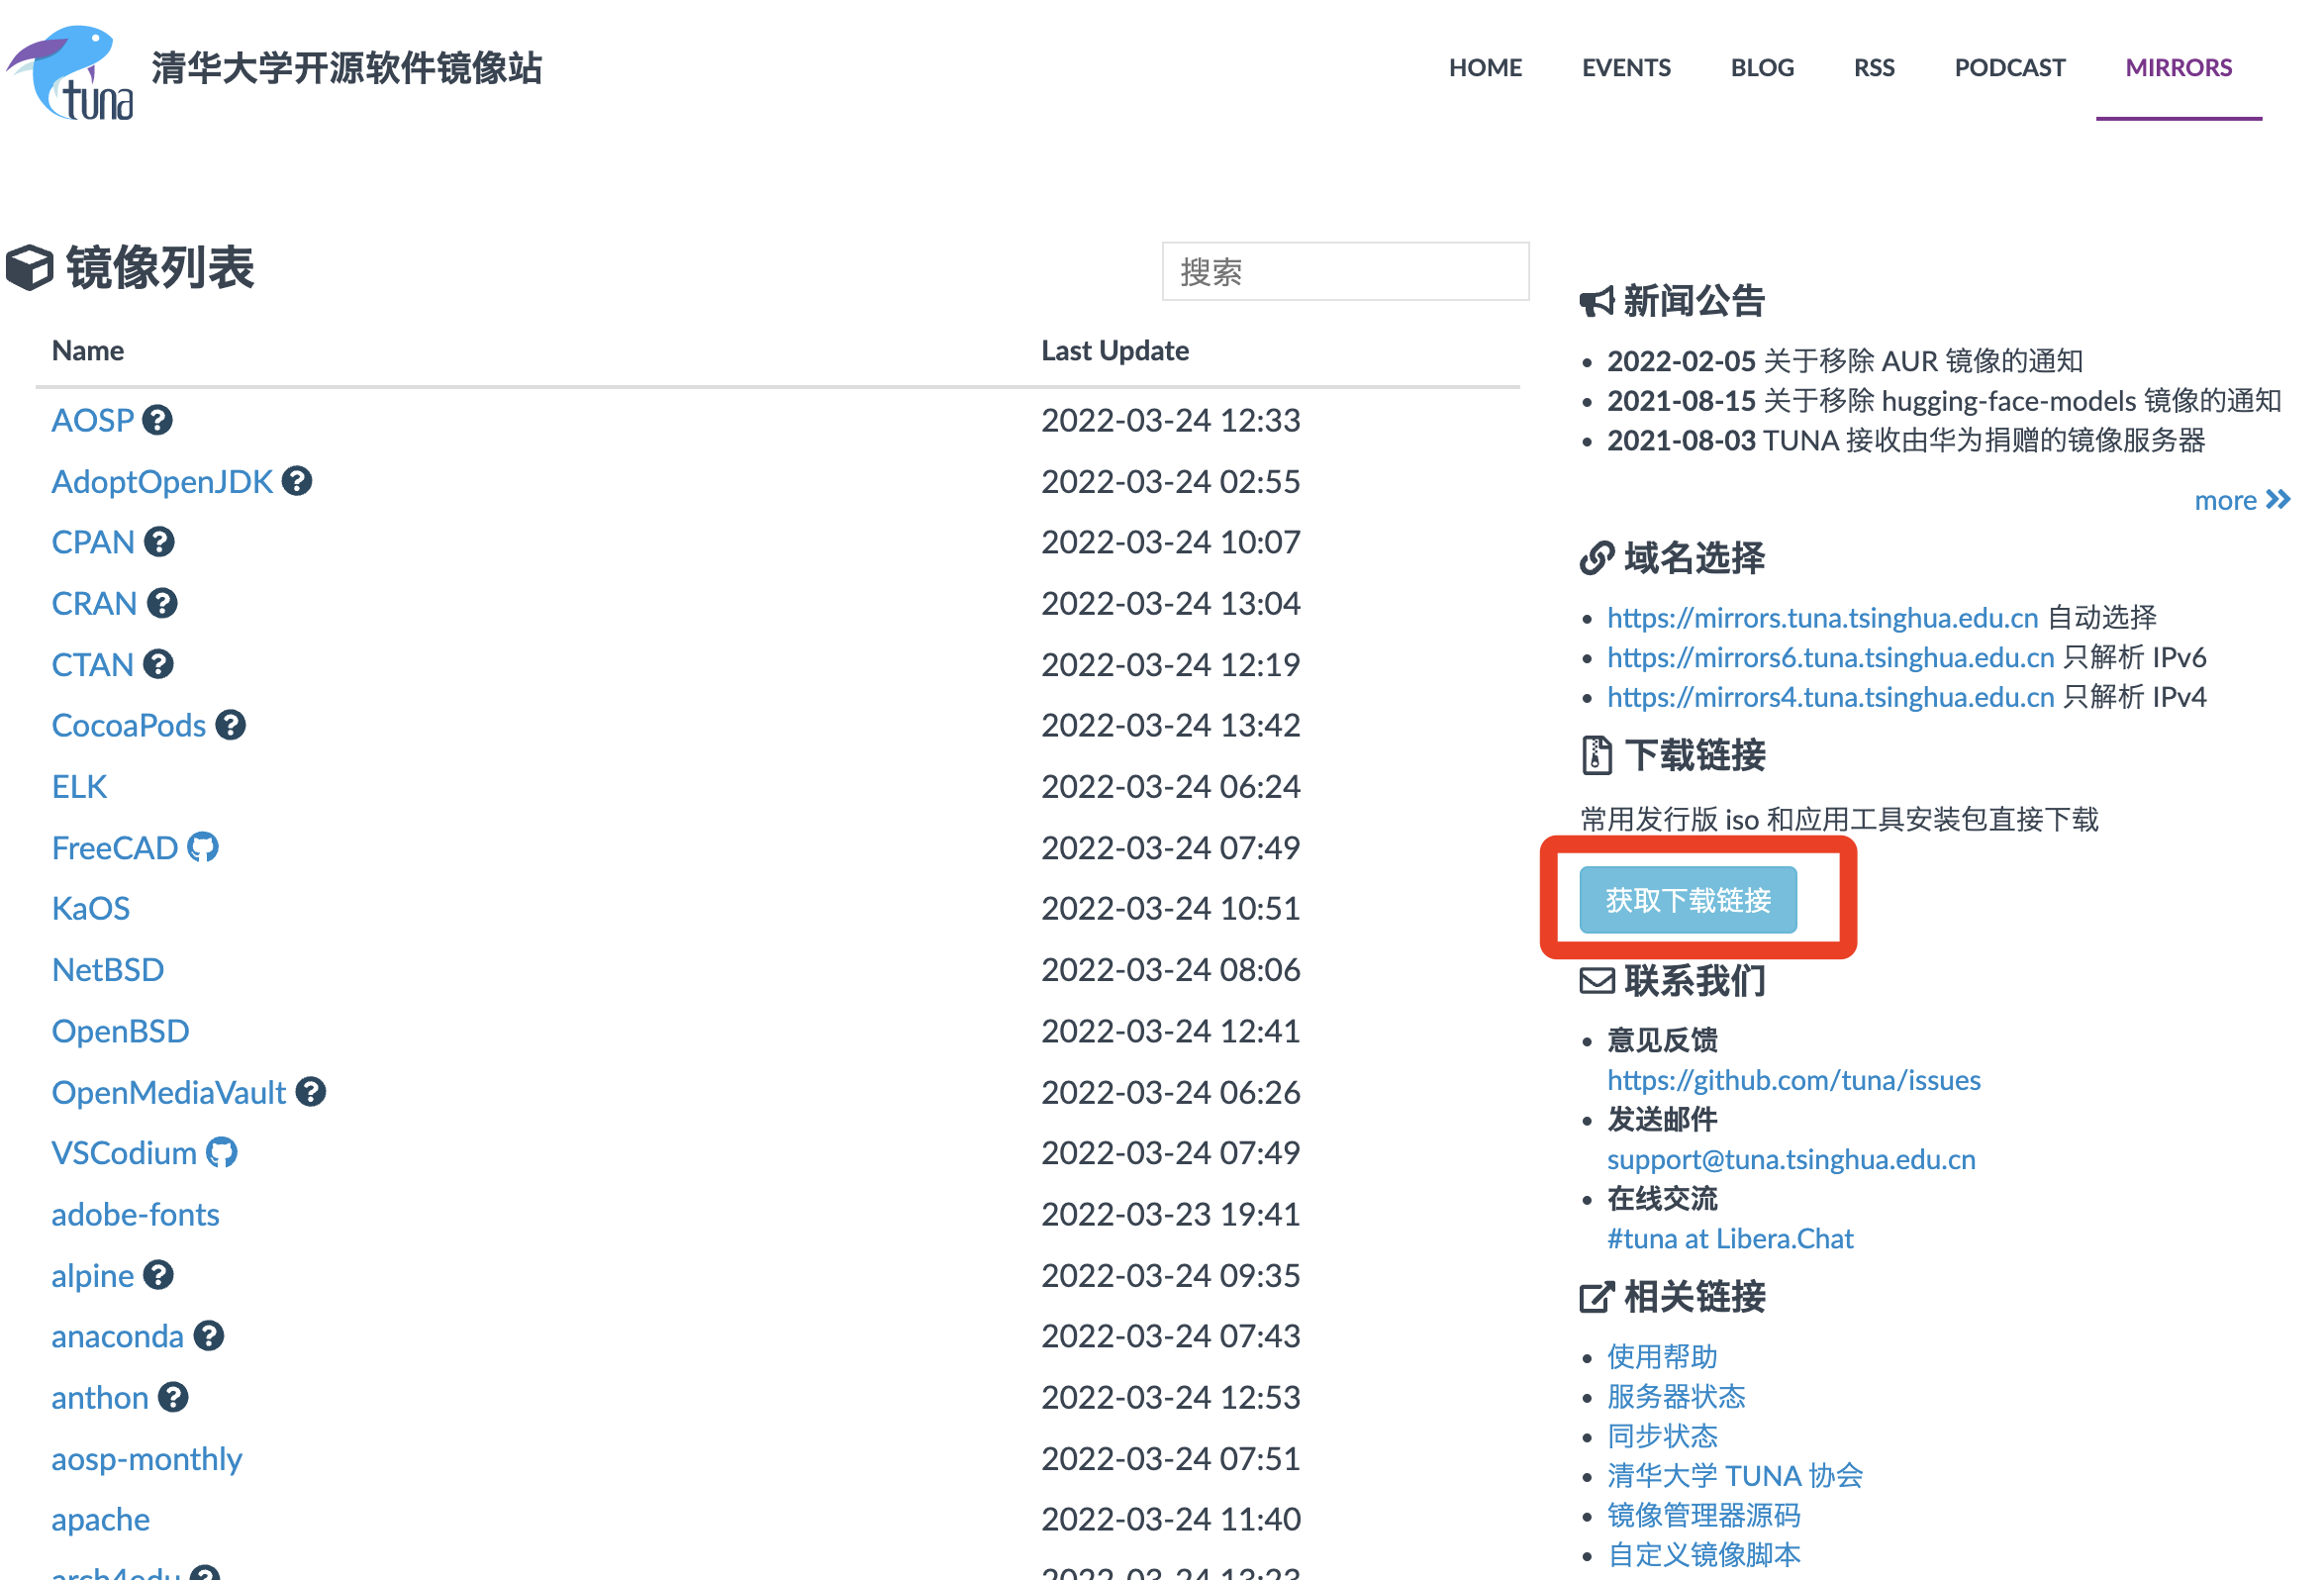 tuna
清华大学开源软件镜像站
HOME EVENTS BLOG RSS PODCAST MIRRORS
镜像列表
搜索
Name Last Update
AOSP 2022-03-24 12:33
AdoptOpenJDK 2022-03-24 02:55
CPAN 2022-03-24 10:07
CRAN 2022-03-24 13:04
CTAN 2022-03-24 12:19
CocoaPods 2022-03-24 13:42
ELK 2022-03-24 06:24
FreeCAD 2022-03-24 07:49
KaOS 2022-03-24 10:51
NetBSD 2022-03-24 08:06
OpenBSD 2022-03-24 12:41
OpenMediaVault 2022-03-24 06:26
VSCodium 2022-03-24 07:49
adobe-fonts 2022-03-23 19:41
alpine 2022-03-24 09:35
anaconda 2022-03-24 07:43
anthon 2022-03-24 12:53
aosp-monthly 2022-03-24 07:51
apache 2022-03-24 11:40
arch4edu 2022-03-24 13:23
新闻公告
2022-02-05 关于移除 AUR 镜像的通知
2021-08-15 关于移除 hugging-face-models 镜像的通知
2021-08-03 TUNA 接收由华为捐赠的镜像服务器
more
域名选择
https://mirrors.tuna.tsinghua.edu.cn 自动选择
https://mirrors6.tuna.tsinghua.edu.cn 只解析 IPv6
https://mirrors4.tuna.tsinghua.edu.cn 只解析 IPv4
下载链接
常用发行版 iso 和应用工具安装包直接下载
获取下载链接
联系我们
意见反馈
https://github.com/tuna/issues
发送邮件
support@tuna.tsinghua.edu.cn
在线交流
#tuna at Libera.Chat
相关链接
使用帮助
服务器状态
同步状态
清华大学 TUNA 协会
镜像管理器源码
自定义镜像脚本